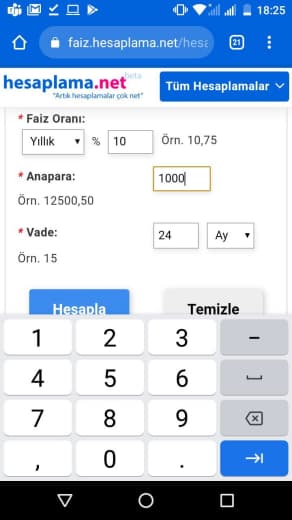 18:25
faiz.hesaplama.net/hesa
21
hesaplama.net beta
"Artık hesaplamalar çok net"
Tüm Hesaplamalar
* Faiz Oranı:
Yıllık % 10 Örn. 10,75
* Anapara:
1000
Örn. 12500,50
* Vade:
24 Ay
Örn. 15
Hesapla Temizle
1 2 3 -
4 5 6
7 8 9
, 0 .